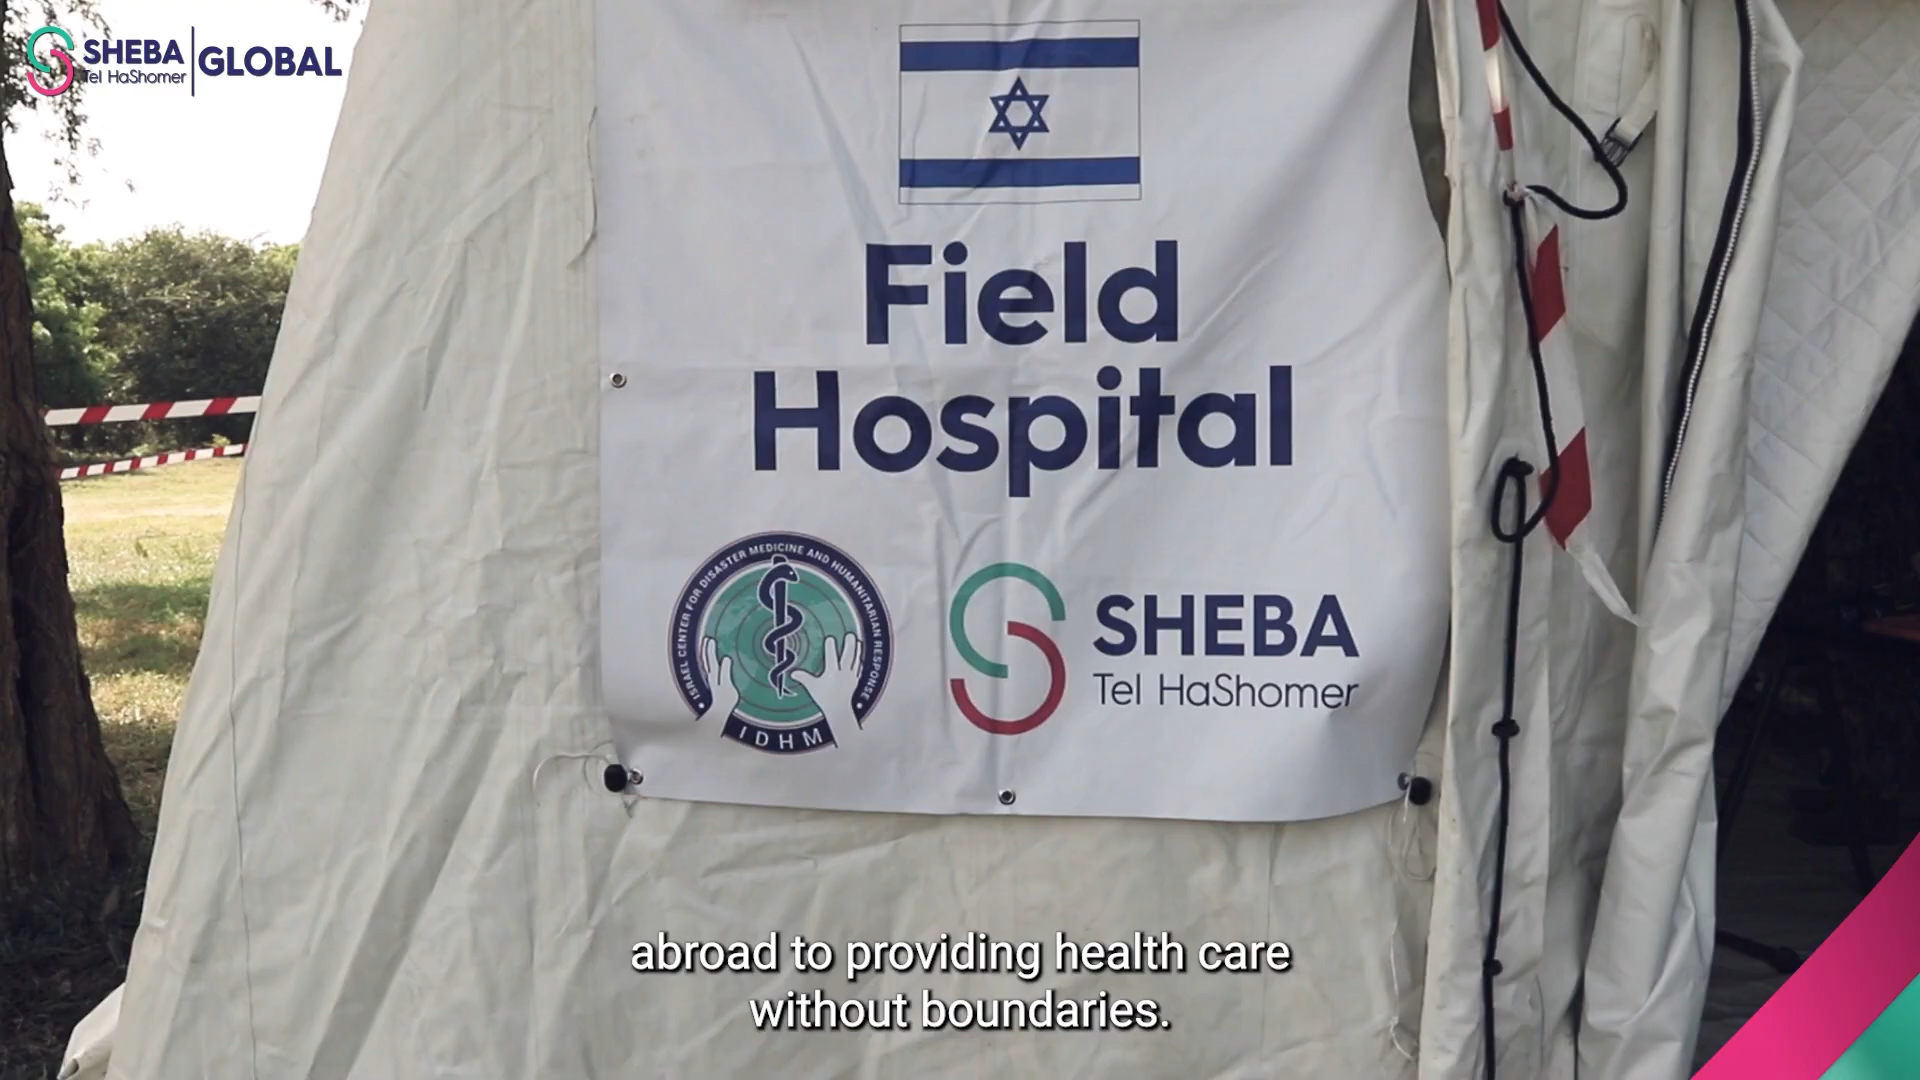 SHEBA
Tel HaShomer
GLOBAL
Field
Hospital
ISRAEL CENTER FOR DISASTER MEDICINE AND HUMANITARIAN RESPONSE
IDHM
SHEBA
Tel HaShomer
abroad to providing health care
without boundaries.